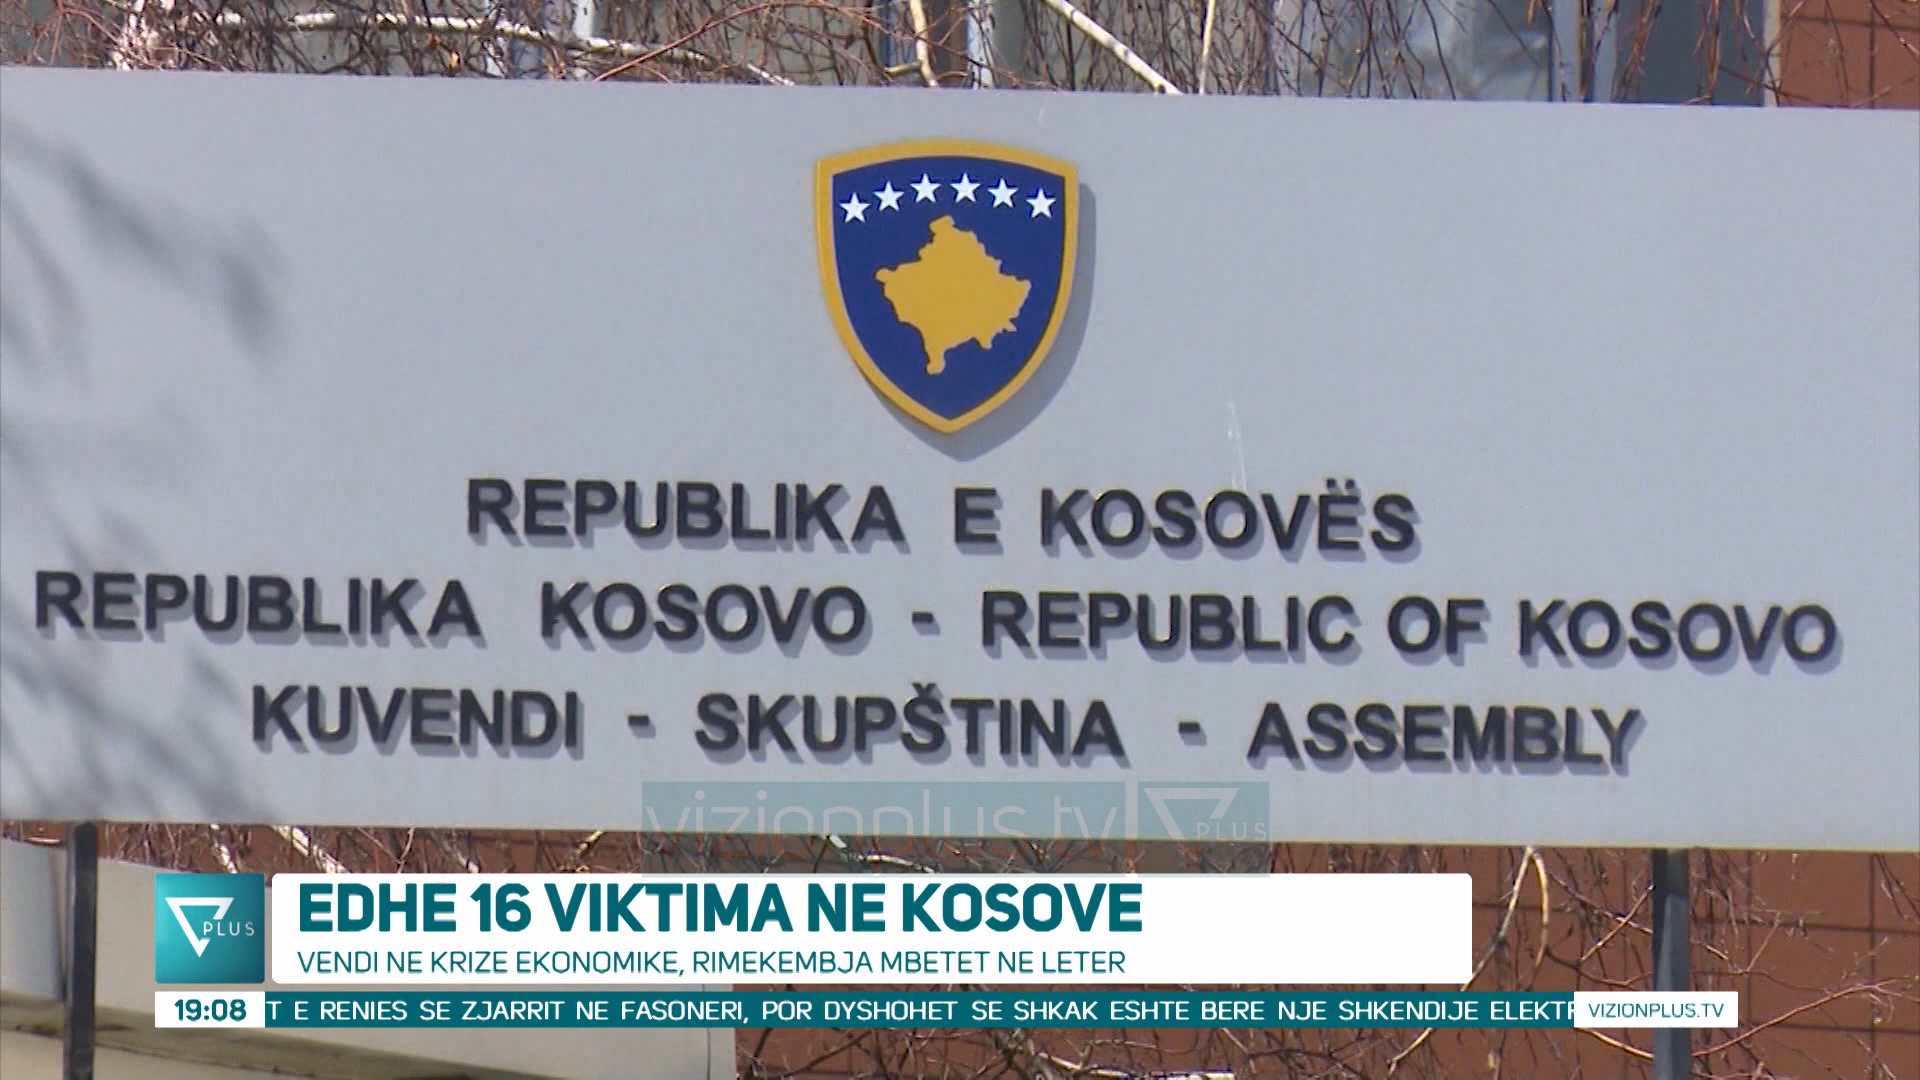 REPUBLIKA E KOSOVËS
REPUBLIKA KOSOVO - REPUBLIC OF KOSOVO
KUVENDI - SKUPŠTINA - ASSEMBLY
vizionplus.tv PLUS
PLUS
EDHE 16 VIKTIMA NE KOSOVE
VENDI NE KRIZE EKONOMIKE, RIMEKEMBJA MBETET NE LETER
19:08 T E RENIES SE ZJARRIT NE FASONERI, POR DYSHOHET SE SHKAK ESHTE BERE NJE SHKENDIJE ELEKTR VIZIONPLUS.TV